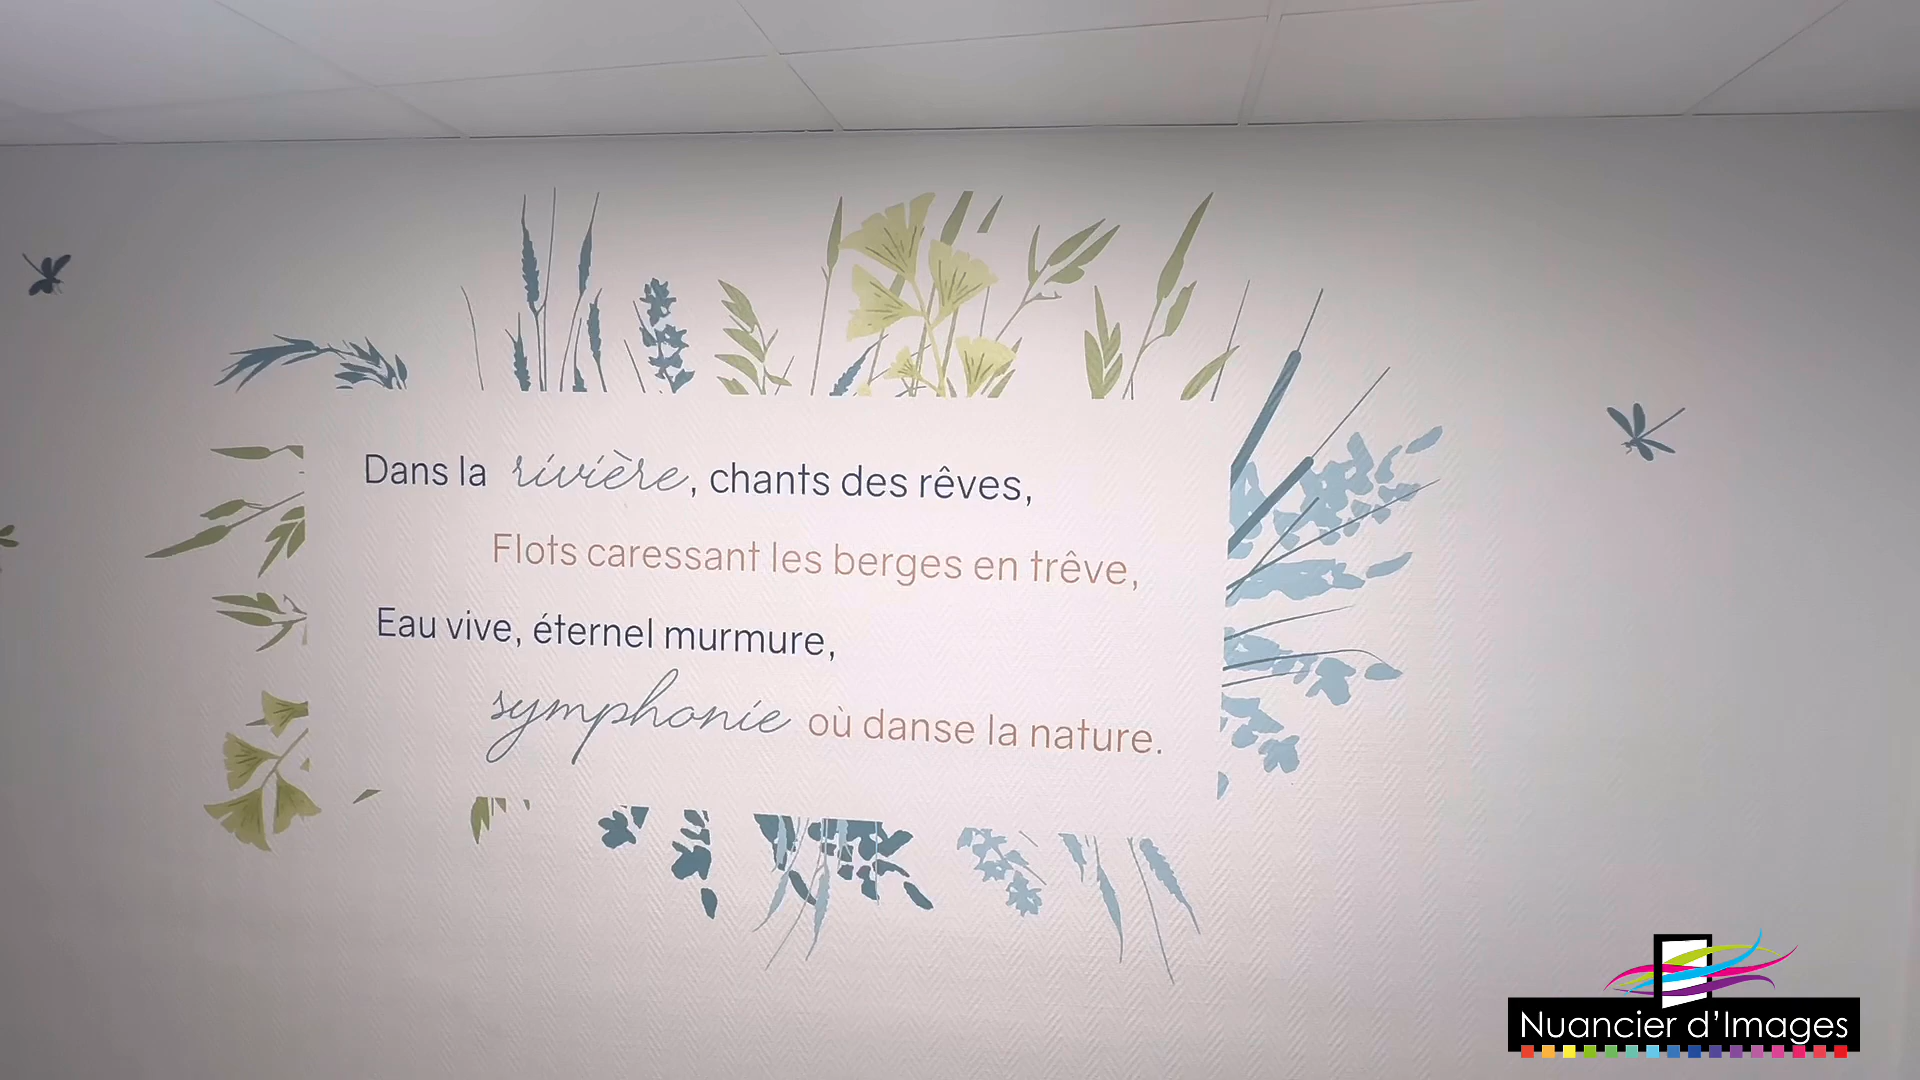 Dans la rivière, chants des rêves,
Flots caressant les berges en trêve,
Eau vive, éternel murmure,
symphonie où danse la nature.
Nuancier d'Images